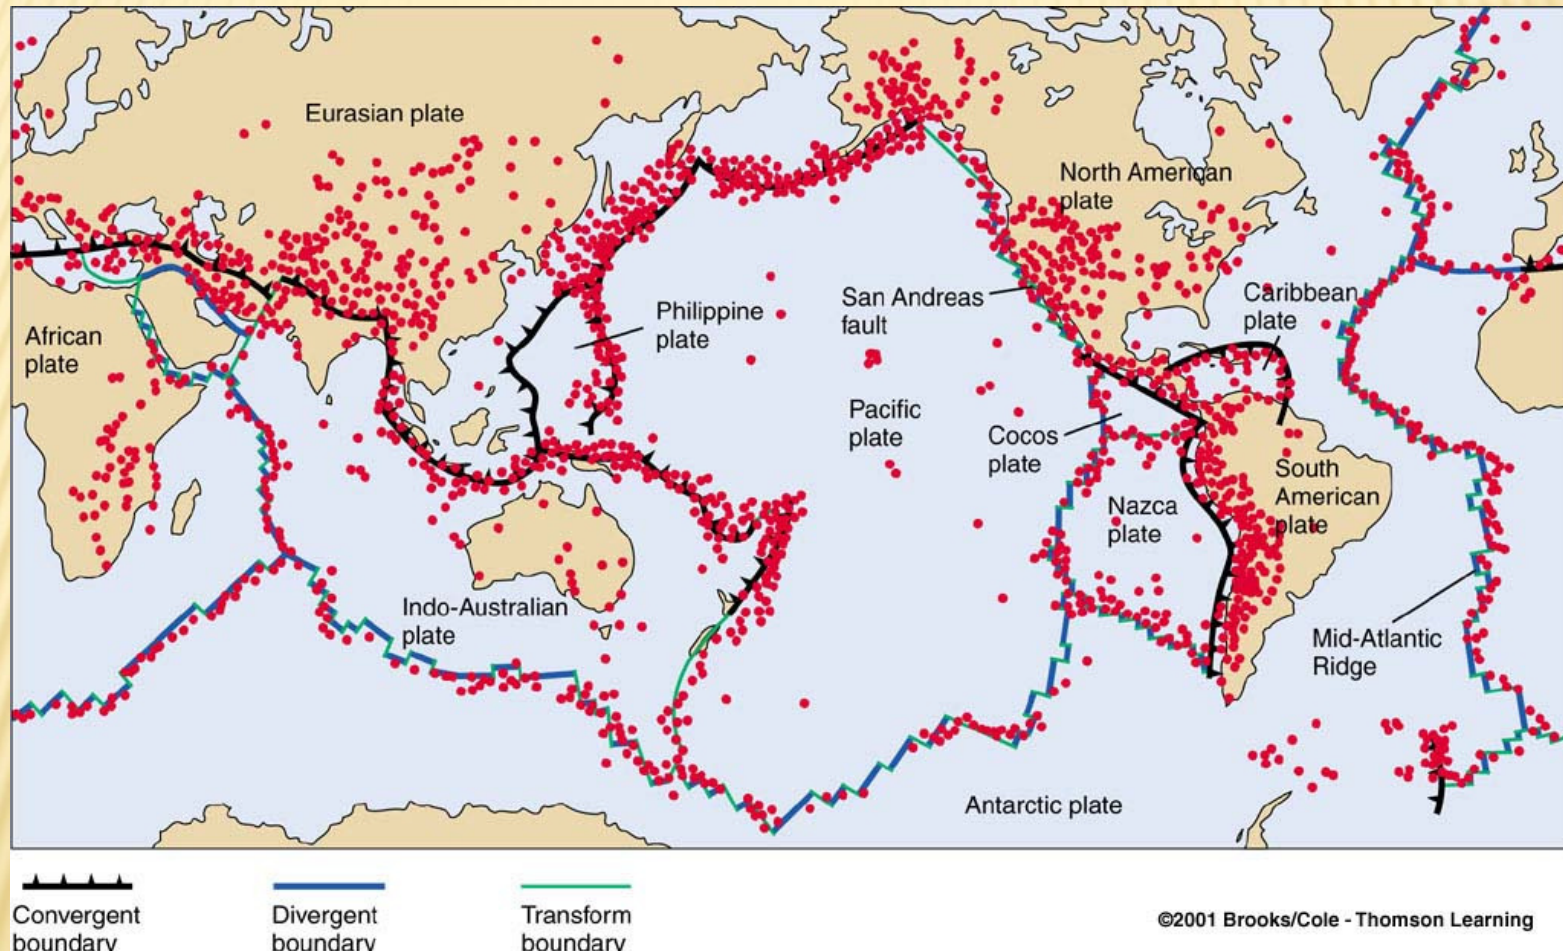 Eurasian plate
North American
plate
African
plate
Philippine
plate
San Andreas
fault
Caribbean
plate
Pacific
plate
Cocos
plate
South
American
plate
Nazca
plate
Indo-Australian
plate
Mid-Atlantic
Ridge
Antarctic plate
Convergent
boundary
Divergent
boundary
Transform
boundary
©2001 Brooks/Cole - Thomson Learning